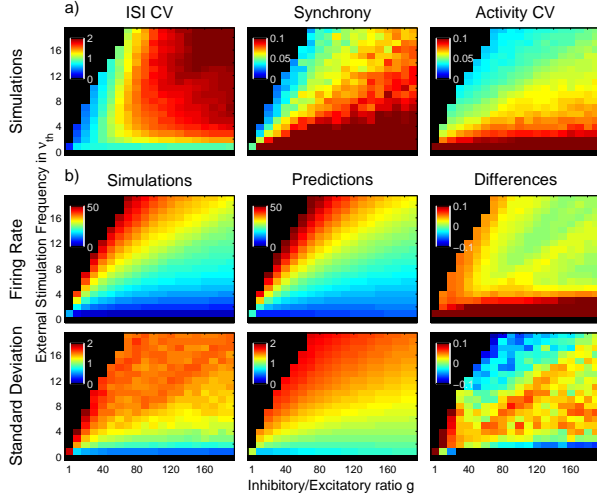 a)
ISI CV
Synchrony
Activity CV
Simulations
16
12
8
4
0
2
1
0
0.1
0.05
0
0.1
0.05
0
External Stimulation Frequency in νth
b)
Simulations
Predictions
Differences
Firing Rate
16
12
8
4
0
50
0
50
0
0.1
0
−0.1
Standard Deviation
16
12
8
4
0
2
1
0
2
1
0
0.1
0
−0.1
1 40 80 120 160
1 40 80 120 160
1 40 80 120 160
Inhibitory/Excitatory ratio g